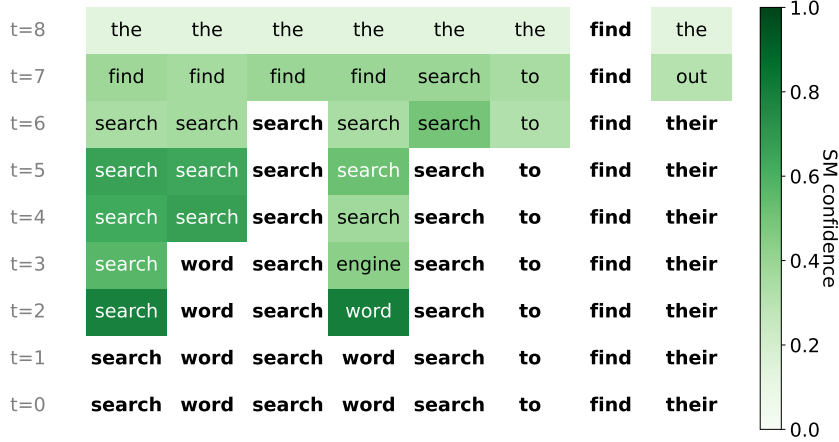 t=8 the the the the the the find the
t=7 find find find find search to find out
t=6 search search search search search to find their
t=5 search search search search search to find their
t=4 search search search search search to find their
t=3 search word search engine search to find their
t=2 search word search word search to find their
t=1 search word search word search to find their
t=0 search word search word search to find their
1.0
0.8
0.6
0.4
0.2
0.0
SM confidence